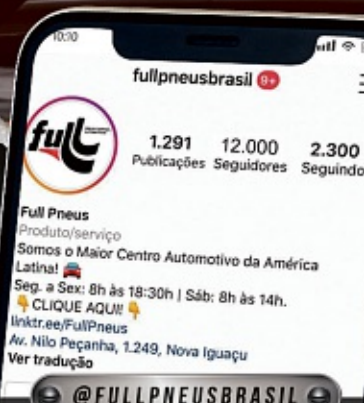 10:10
fullpneusbrasil 9+
full
1.291 12.000 2.300
Publicações Seguidores Seguindo
Full Pneus
Produto/serviço
Somos o Maior Centro Automotivo da América
Latina! 🚘
Seg. a Sex: 8h às 18:30h | Sáb: 8h às 14h.
👇CLIQUE AQUI! 👇
linktr.ee/FullPneus
Av. Nilo Peçanha, 1.249, Nova Iguaçu
Ver tradução
@FULLPNEUSBRASIL